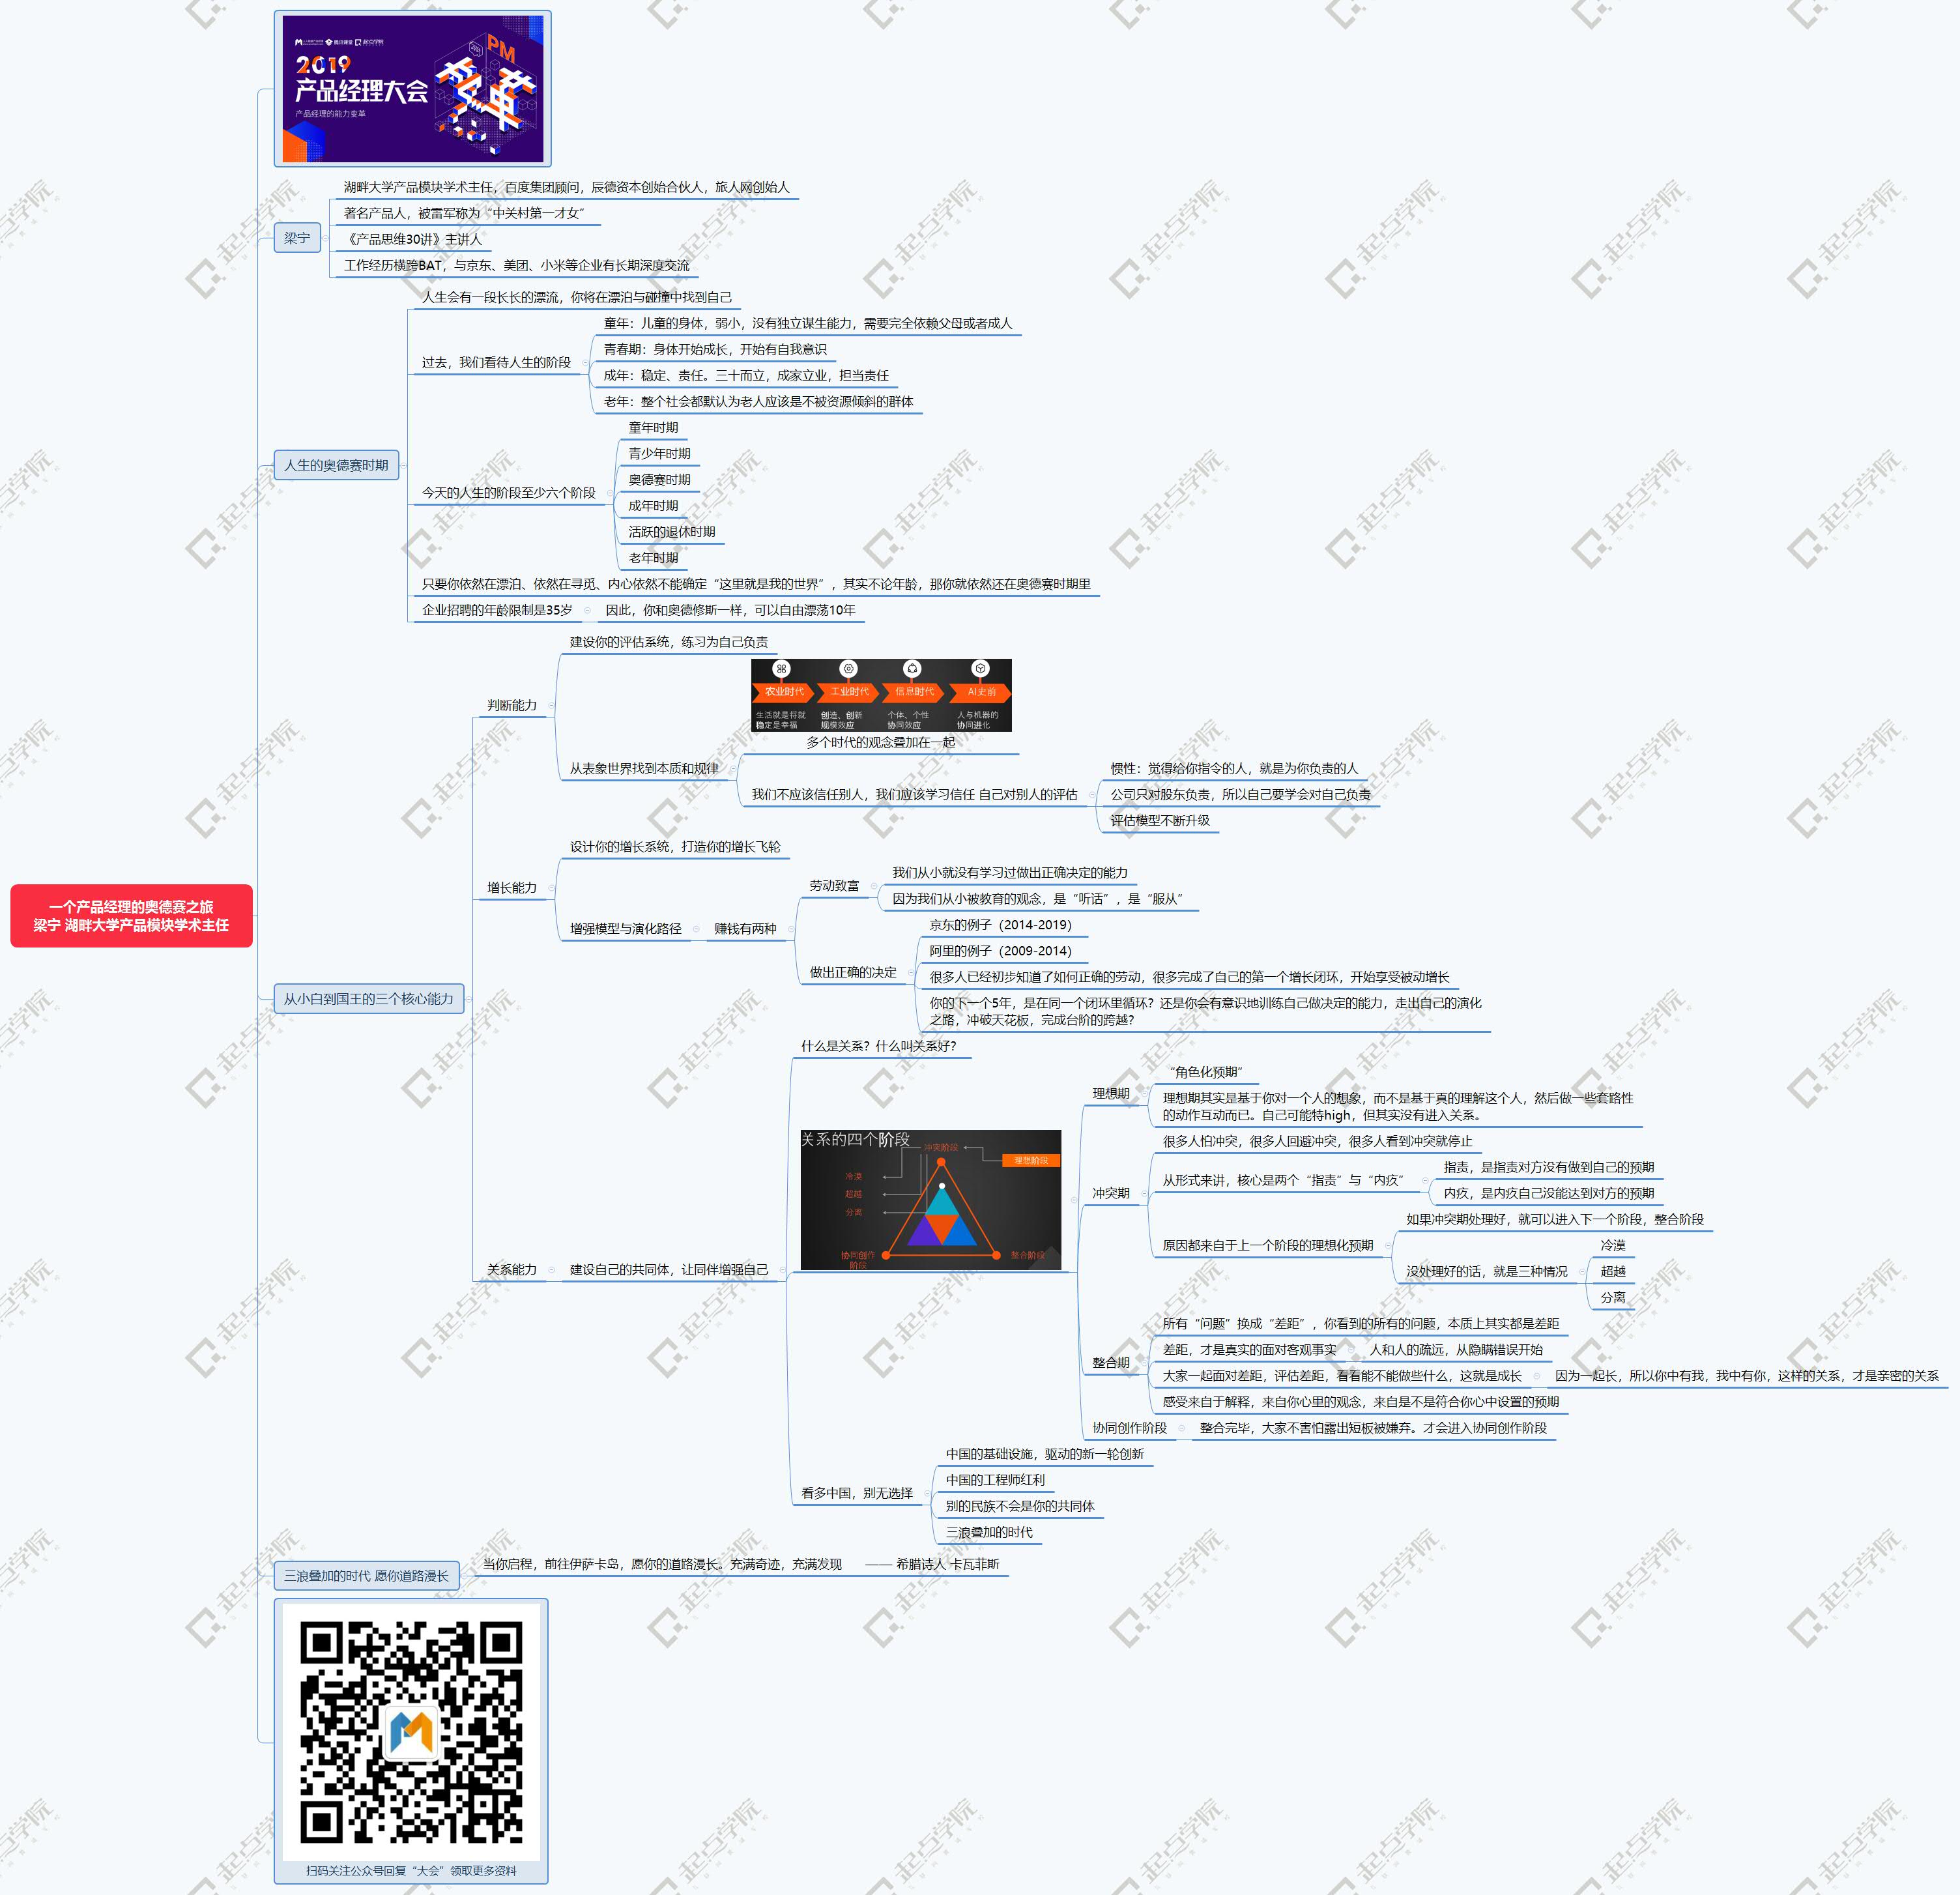 腾讯课堂 起点学院
2019
产品经理大会
产品经理的能力变革
PM
湖畔大学产品模块学术主任，百度集团顾问，辰德资本创始合伙人，旅人网创始人
著名产品人，被雷军称为“中关村第一才女”
梁宁
《产品思维30讲》主讲人
工作经历横跨BAT，与京东、美团、小米等企业有长期深度交流
人生会有一段长长的漂流，你将在漂泊与碰撞中找到自己
童年：儿童的身体，弱小，没有独立谋生能力，需要完全依赖父母或者成人
青春期：身体开始成长，开始有自我意识
过去，我们看待人生的阶段
成年：稳定、责任。三十而立，成家立业，担当责任
老年：整个社会都默认为老人应该是不被资源倾斜的群体
童年时期
青少年时期
人生的奥德赛时期
奥德赛时期
今天的人生的阶段至少六个阶段
成年时期
活跃的退休时期
老年时期
只要你依然在漂泊、依然在寻觅、内心依然不能确定“这里就是我的世界”，其实不论年龄，那你就依然还在奥德赛时期里
企业招聘的年龄限制是35岁
因此，你和奥德修斯一样，可以自由漂荡10年
建设你的评估系统，练习为自己负责
农业时代 工业时代 信息时代 AI史前
生活就是将就 创造、创新 个体、个性 人与机器的
稳定是幸福 规模效应 协同效应 协同进化
判断能力
多个时代的观念叠加在一起
从表象世界找到本质和规律
惯性：觉得给你指令的人，就是为你负责的人
我们不应该信任别人，我们应该学习信任 自己对别人的评估
公司只对股东负责，所以自己要学会对自己负责
评估模型不断升级
设计你的增长系统，打造你的增长飞轮
增长能力
我们从小就没有学习过做出正确决定的能力
劳动致富
因为我们从小被教育的观念，是“听话”，是“服从”
一个产品经理的奥德赛之旅
梁宁 湖畔大学产品模块学术主任
增强模型与演化路径
赚钱有两种
京东的例子（2014-2019）
阿里的例子（2009-2014）
做出正确的决定
很多人已经初步知道了如何正确的劳动，很多完成了自己的第一个增长闭环，开始享受被动增长
从小白到国王的三个核心能力
你的下一个5年，是在同一个闭环里循环？还是你会有意识地训练自己做决定的能力，走出自己的演化
之路，冲破天花板，完成台阶的跨越？
什么是关系？什么叫关系好？
“角色化预期”
理想期
理想期其实是基于你对一个人的想象，而不是基于真的理解这个人，然后做一些套路性
的动作互动而已。自己可能特high，但其实没有进入关系。
关系的四个阶段
冲突阶段
理想阶段
冷漠
超越
分离
协同创作
阶段
整合阶段
很多人怕冲突，很多人回避冲突，很多人看到冲突就停止
冲突期
从形式来讲，核心是两个“指责”与“内疚”
指责，是指责对方没有做到自己的预期
内疚，是内疚自己没能达到对方的预期
原因都来自于上一个阶段的理想化预期
如果冲突期处理好，就可以进入下一个阶段，整合阶段
没处理好的话，就是三种情况
冷漠
超越
分离
关系能力
建设自己的共同体，让同伴增强自己
所有“问题”换成“差距”，你看到的所有的问题，本质上其实都是差距
整合期
差距，才是真实的面对客观事实
人和人的疏远，从隐瞒错误开始
大家一起面对差距，评估差距，看看能不能做些什么，这就是成长
因为一起长，所以你中有我，我中有你，这样的关系，才是亲密的关系
感受来自于解释，来自你心里的观念，来自是不是符合你心中设置的预期
协同创作阶段
整合完毕，大家不害怕露出短板被嫌弃。才会进入协同创作阶段
中国的基础设施，驱动的新一轮创新
中国的工程师红利
看多中国，别无选择
别的民族不会是你的共同体
三浪叠加的时代
三浪叠加的时代 愿你道路漫长
当你启程，前往伊萨卡岛，愿你的道路漫长。充满奇迹，充满发现 —— 希腊诗人 卡瓦菲斯
扫码关注公众号回复“大会”领取更多资料
起点学院